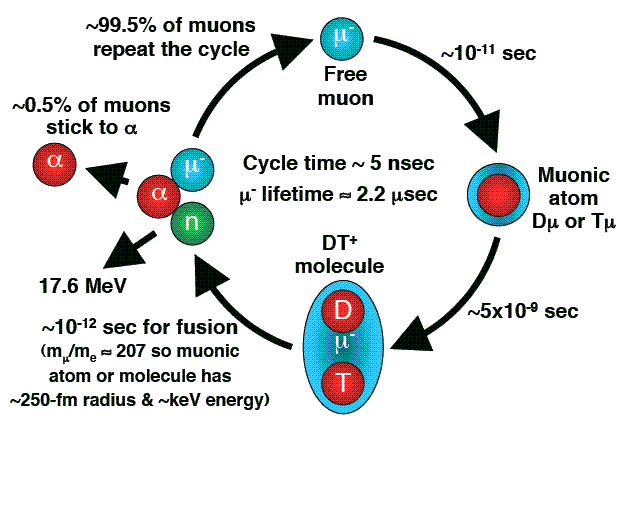 ~99.5% of muons
repeat the cycle
μ⁻
Free
muon
~10⁻¹¹ sec
~0.5% of muons
stick to α
α
μ⁻
α
n
Cycle time ~ 5 nsec
μ⁻ lifetime ≈ 2.2 μsec
Muonic
atom
Dμ or Tμ
17.6 MeV
DT⁺
molecule
D
μ⁻
T
~5x10⁻⁹ sec
~10⁻¹² sec for fusion
(mμ/mₑ ≈ 207 so muonic
atom or molecule has
~250-fm radius & ~keV energy)